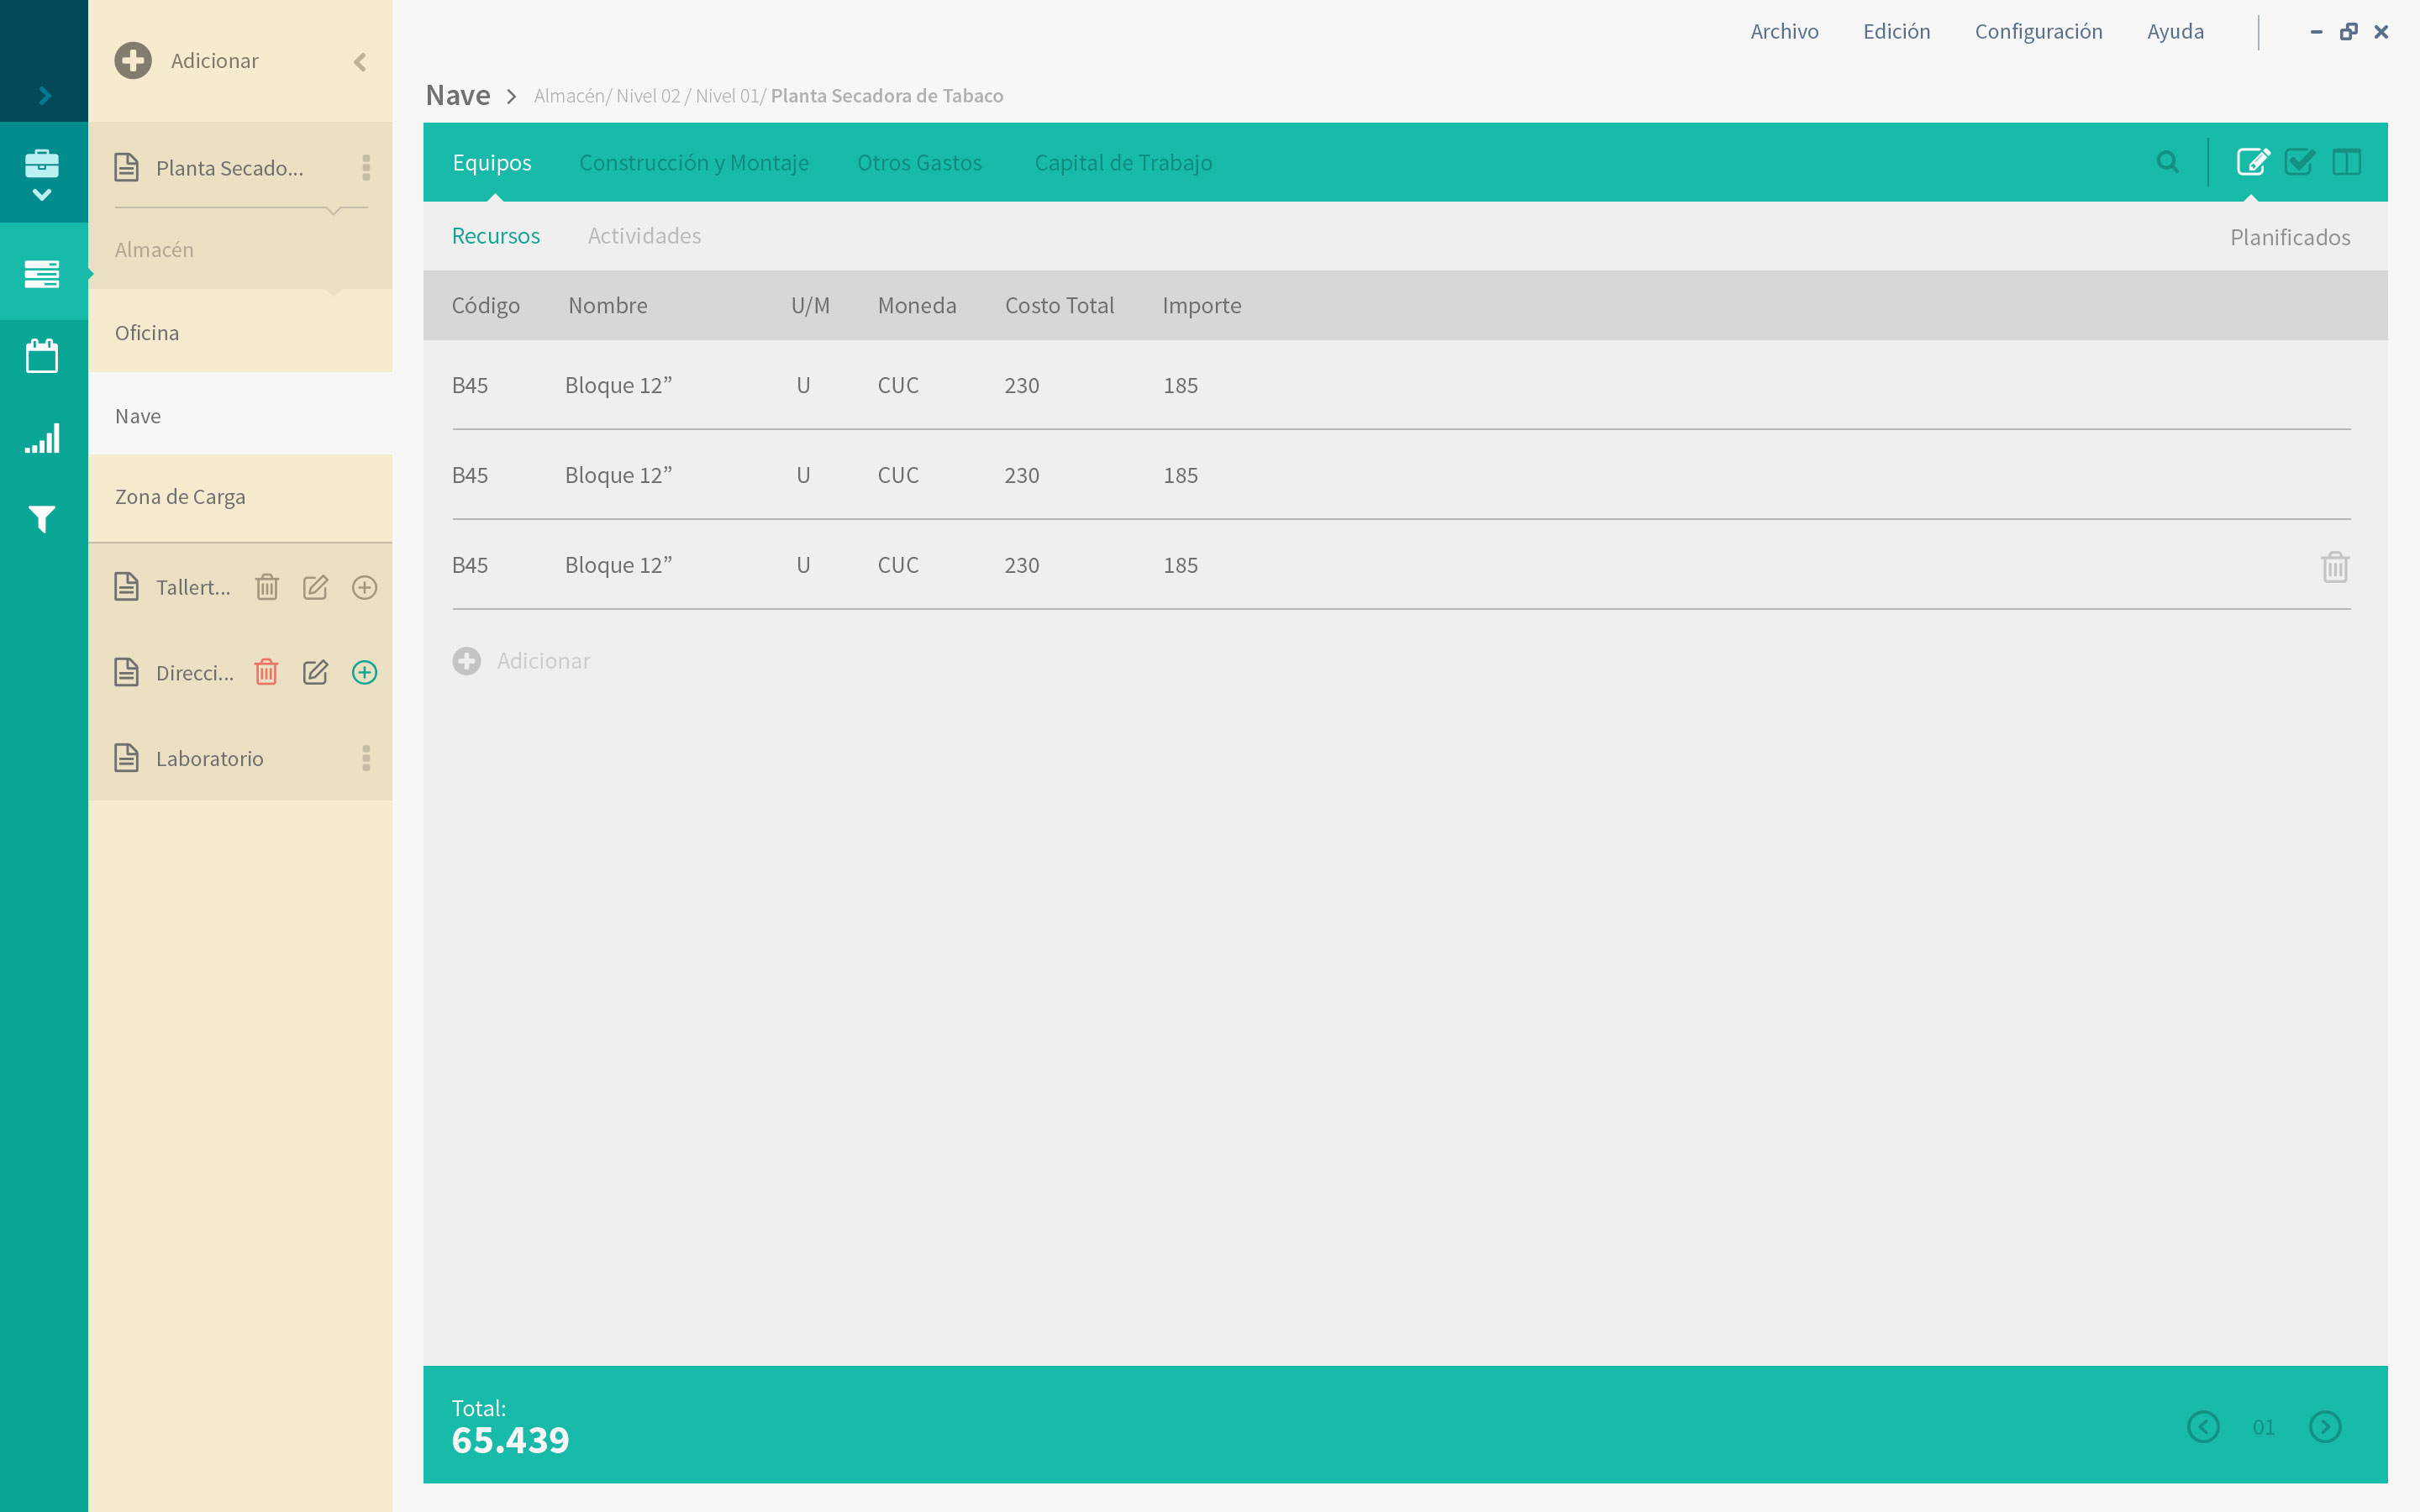 Archivo Edición Configuración Ayuda
Adicionar
Nave > Almacén/ Nivel 02 / Nivel 01/ Planta Secadora de Tabaco
Planta Secado...
Almacén
Oficina
Nave
Zona de Carga
Tallert...
Direcci...
Laboratorio
Equipos Construcción y Montaje Otros Gastos Capital de Trabajo
Recursos Actividades Planificados
Código Nombre U/M Moneda Costo Total Importe
B45 Bloque 12” U CUC 230 185
B45 Bloque 12” U CUC 230 185
B45 Bloque 12” U CUC 230 185
Adicionar
Total:
65.439
01